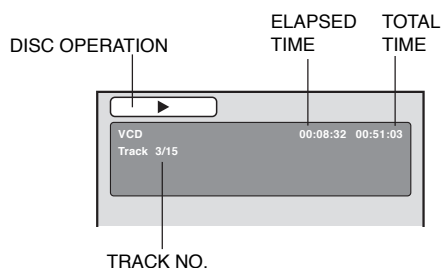 ELAPSED TIME
TOTAL TIME
DISC OPERATION
VCD 00:08:32 00:51:03
Track 3/15
TRACK NO.